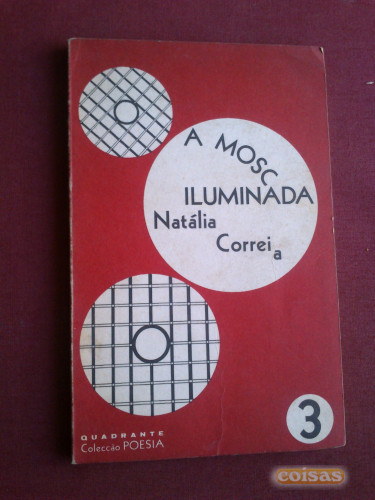 A MOSCA
ILUMINADA
Natália
Correia
3
QUADRANTE
Colecção POESIA
coisas